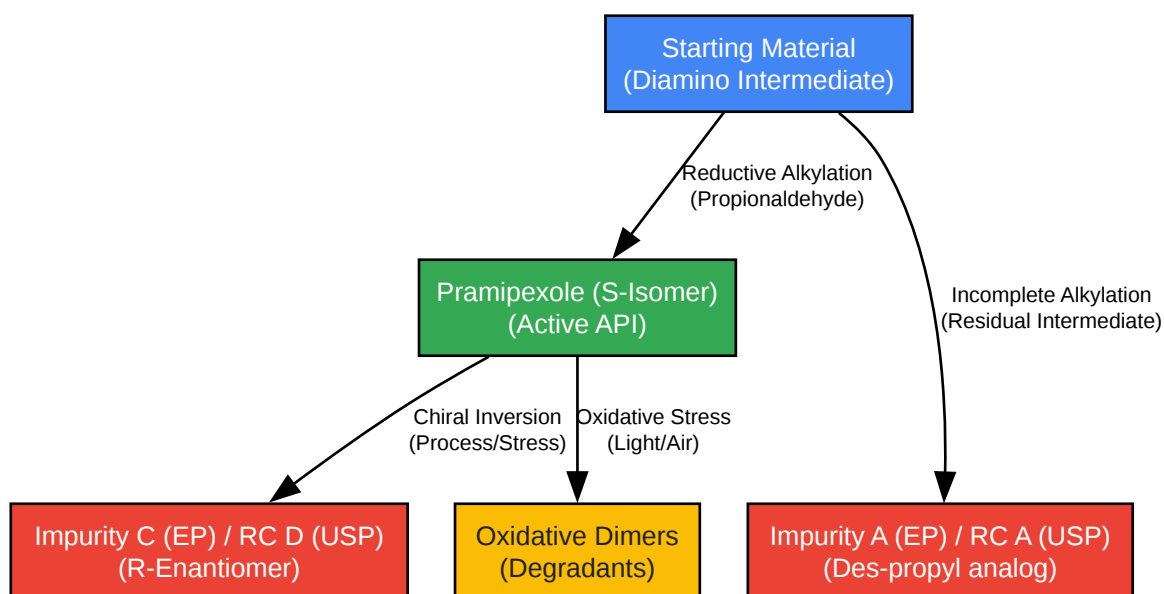 Starting Material
(Diamino Intermediate)
Reductive Alkylation
(Propionaldehyde)
Pramipexole (S-Isomer)
(Active API)
Incomplete Alkylation
(Residual Intermediate)
Chiral Inversion
(Process/Stress)
Oxidative Stress
(Light/Air)
Impurity C (EP) / RC D (USP)
(R-Enantiomer)
Oxidative Dimers
(Degradants)
Impurity A (EP) / RC A (USP)
(Des-propyl analog)